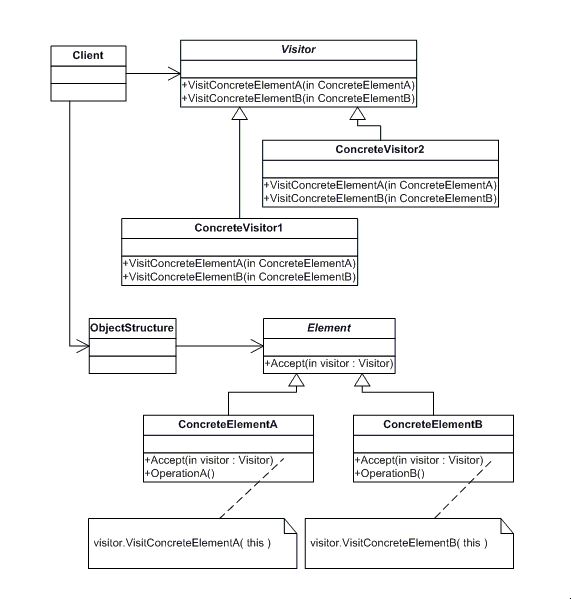 Client
Visitor
+VisitConcreteElementA(in ConcreteElementA)
+VisitConcreteElementB(in ConcreteElementB)
ConcreteVisitor2
+VisitConcreteElementA(in ConcreteElementA)
+VisitConcreteElementB(in ConcreteElementB)
ConcreteVisitor1
+VisitConcreteElementA(in ConcreteElementA)
+VisitConcreteElementB(in ConcreteElementB)
ObjectStructure
Element
+Accept(in visitor : Visitor)
ConcreteElementA
+Accept(in visitor : Visitor)
+OperationA()
ConcreteElementB
+Accept(in visitor : Visitor)
+OperationB()
visitor.VisitConcreteElementA( this )
visitor.VisitConcreteElementB( this )